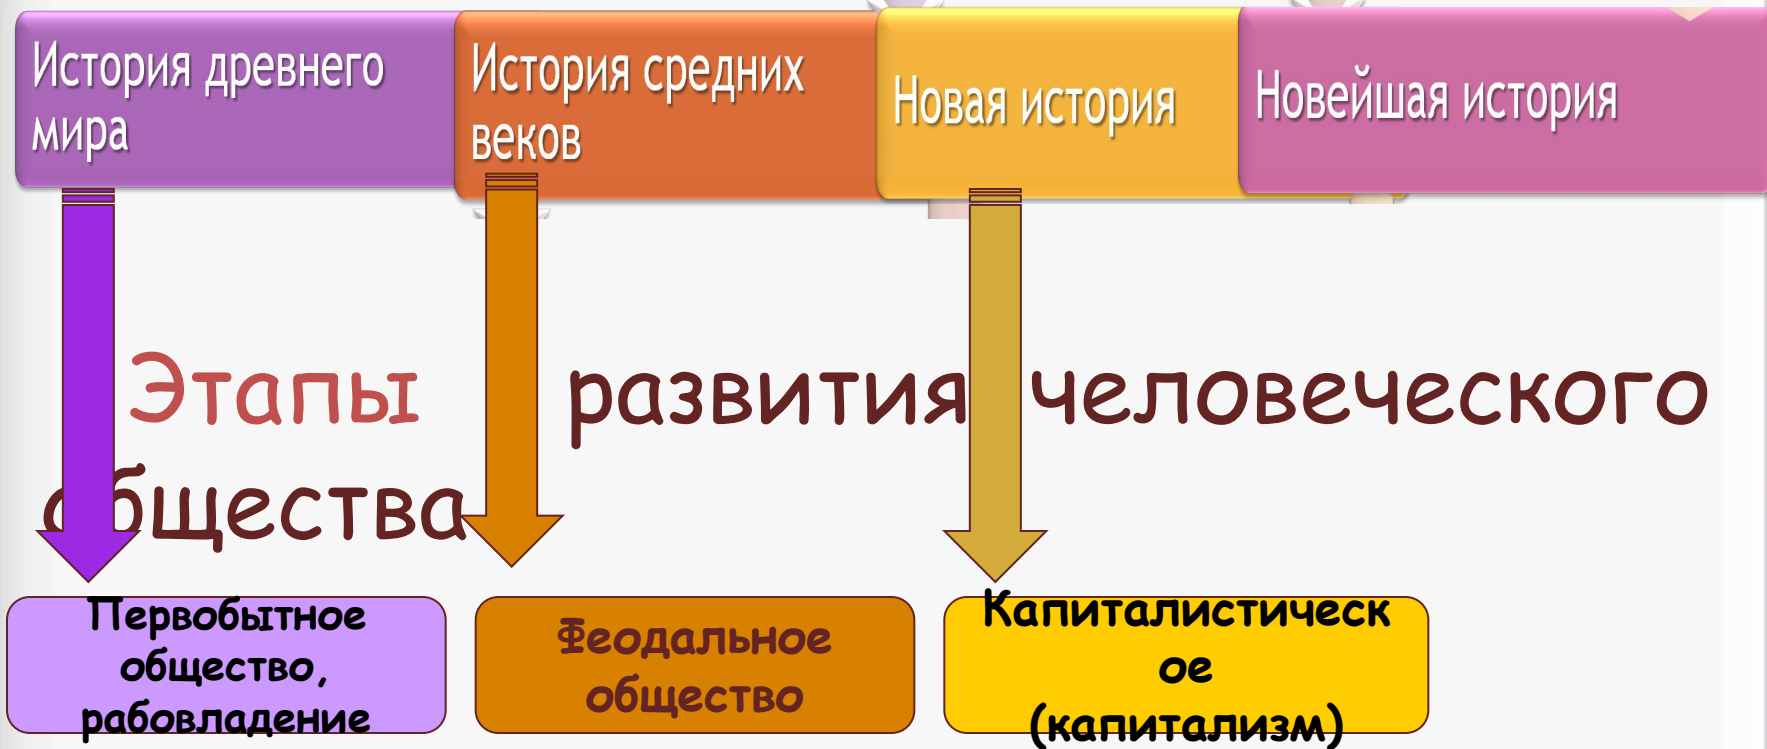 История древнего
мира
История средних
веков
Новая история
Новейшая история
Этапы развития человеческого
общества
Первобытное
общество,
рабовладение
Феодальное
общество
Капиталистическ
ое
(капитализм)